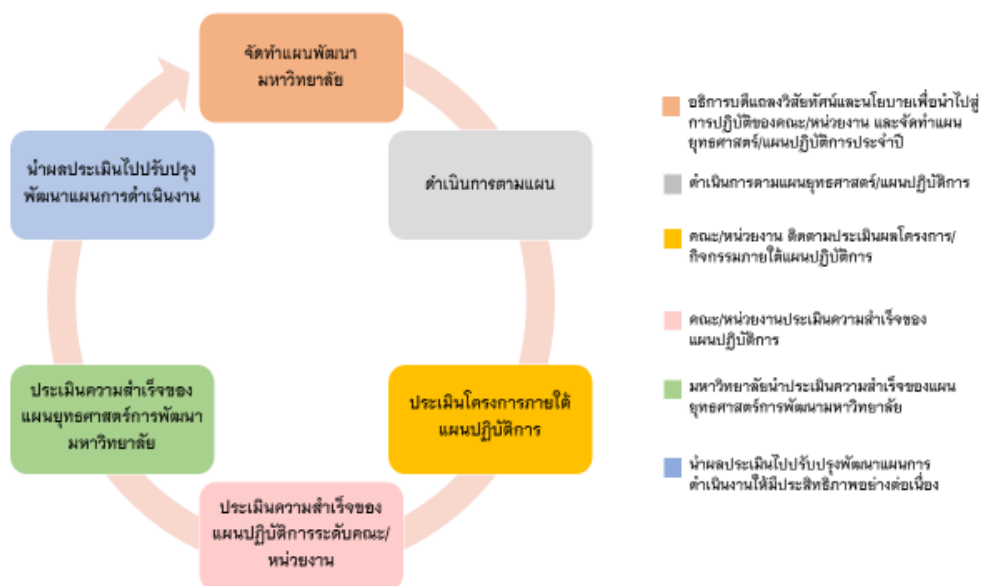 จัดทำแผนพัฒนา
มหาวิทยาลัย
ดำเนินการตามแผน
ประเมินโครงการภายใต้
แผนปฏิบัติการ
ประเมินความสำเร็จของ
แผนปฏิบัติการระดับคณะ/
หน่วยงาน
ประเมินความสำเร็จของ
แผนยุทธศาสตร์การพัฒนา
มหาวิทยาลัย
นำผลประเมินไปปรับปรุง
พัฒนาแผนการดำเนินงาน
อธิการบดีแถลงวิสัยทัศน์และนโยบายเพื่อนำไปสู่
การปฏิบัติของคณะ/หน่วยงาน และจัดทำแผน
ยุทธศาสตร์/แผนปฏิบัติการประจำปี
ดำเนินการตามแผนยุทธศาสตร์/แผนปฏิบัติการ
คณะ/หน่วยงาน ติดตามประเมินผลโครงการ/
กิจกรรมภายใต้แผนปฏิบัติการ
คณะ/หน่วยงานประเมินความสำเร็จของ
แผนปฏิบัติการ
มหาวิทยาลัยนำประเมินความสำเร็จของแผน
ยุทธศาสตร์การพัฒนามหาวิทยาลัย
นำผลประเมินไปปรับปรุงพัฒนาแผนการ
ดำเนินงานให้มีประสิทธิภาพอย่างต่อเนื่อง